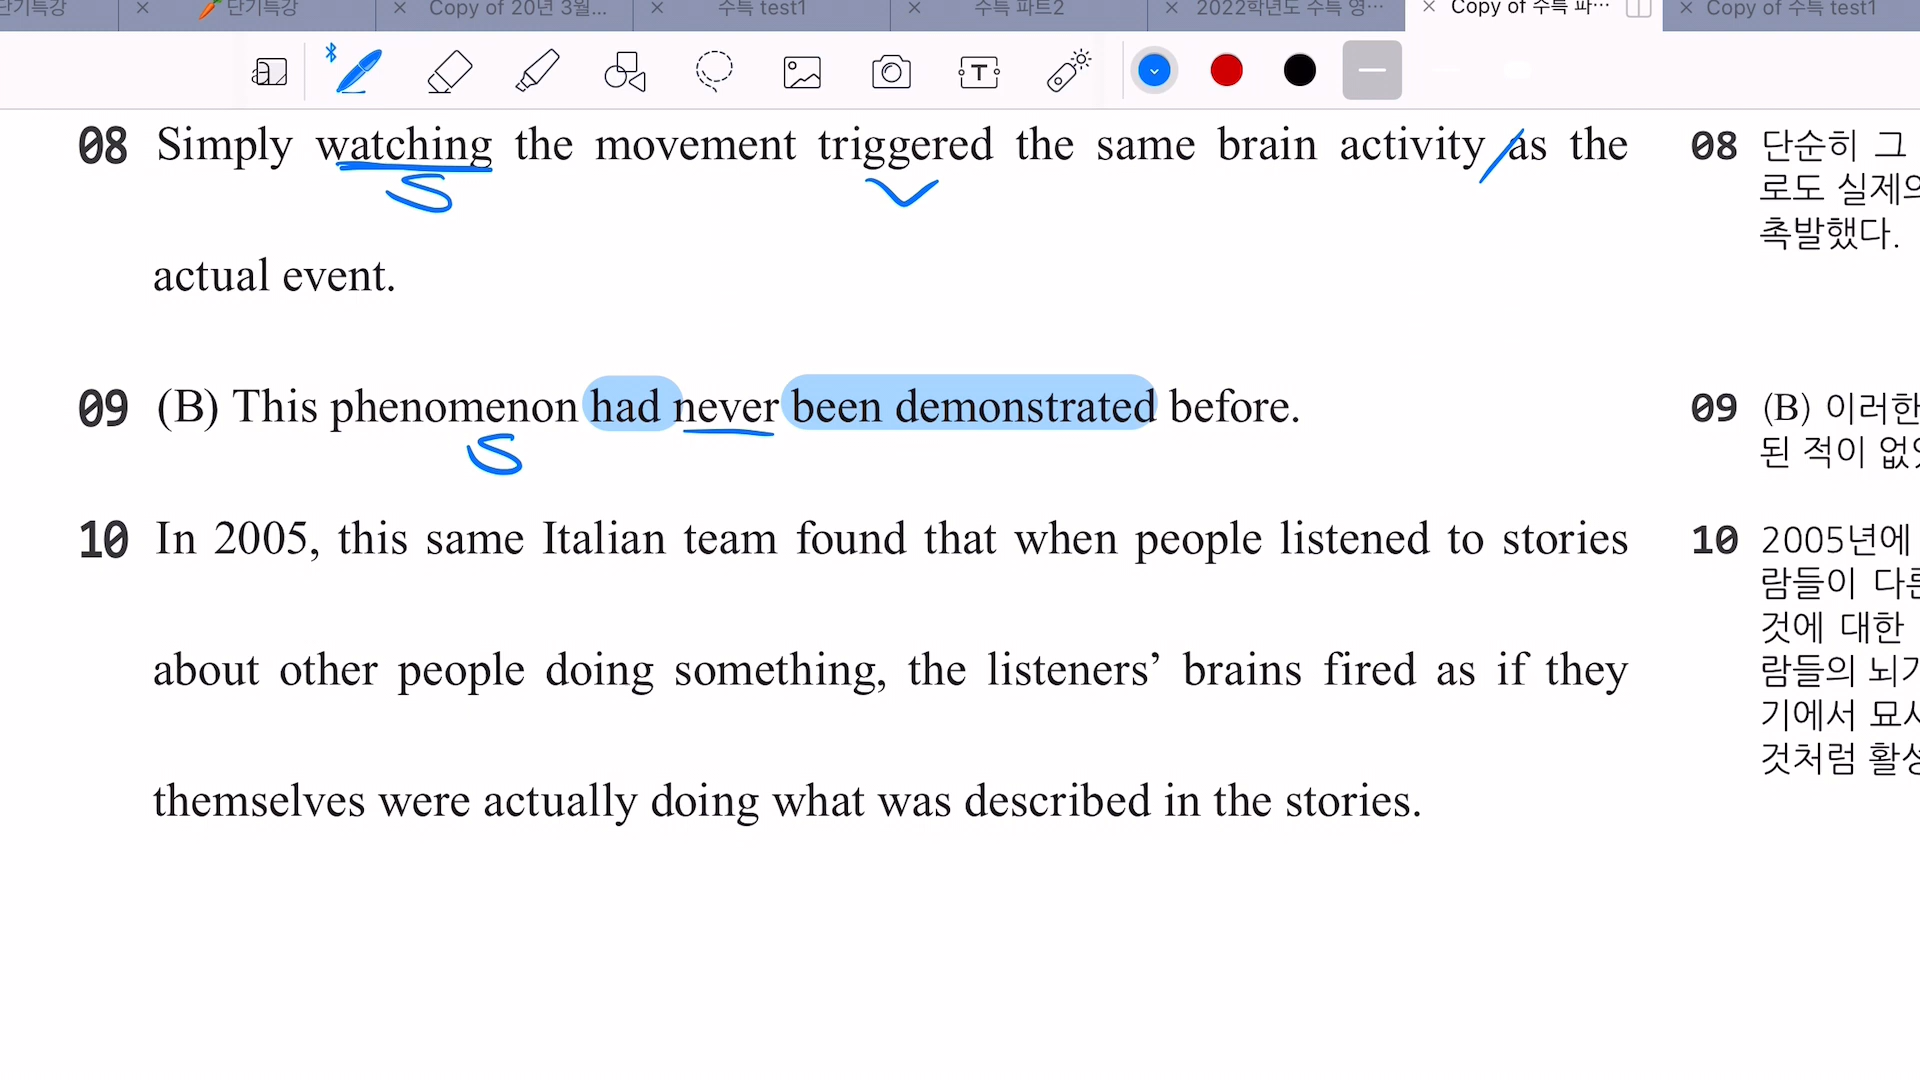 단기특강
단기특강
Copy of 20년 3월...
수특 test1
수특 파트2
2022학년도 수특 영...
Copy of 수특 파...
Copy of 수특 test1
08 Simply watching the movement triggered the same brain activity as the
S
actual event.
09 (B) This phenomenon had never been demonstrated before.
S
10 In 2005, this same Italian team found that when people listened to stories
about other people doing something, the listeners’ brains fired as if they
themselves were actually doing what was described in the stories.
08 단순히 그
로도 실제의
촉발했다.
09 (B) 이러한
된 적이 없
10 2005년에
람들이 다른
것에 대한
람들의 뇌가
기에서 묘사
것처럼 활성